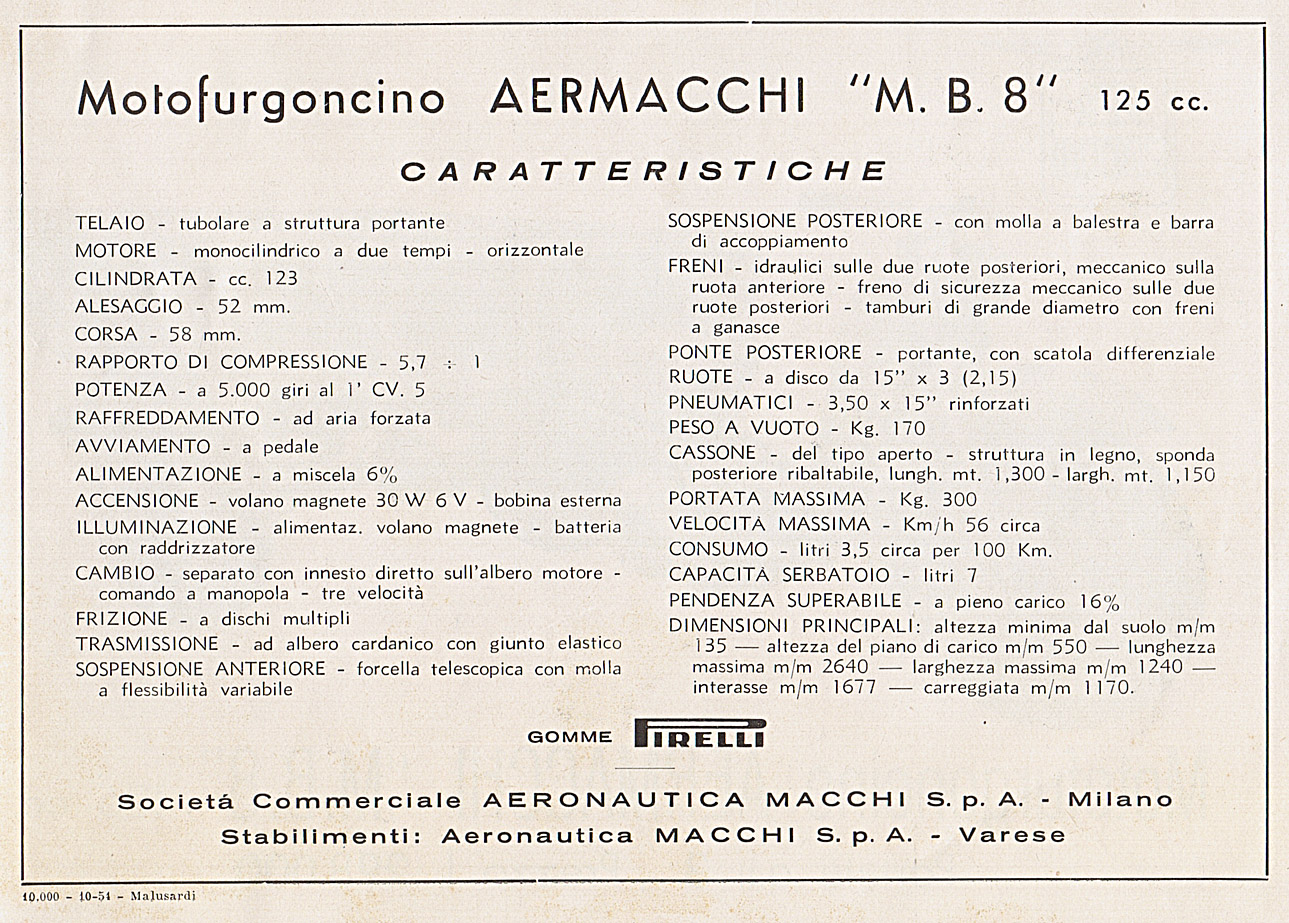 Motofurgoncino AERMACCHI "M. B. 8" 125 cc.
CARATTERISTICHE
TELAIO - tubolare a struttura portante
MOTORE - monocilindrico a due tempi - orizzontale
CILINDRATA - cc. 123
ALESAGGIO - 52 mm.
CORSA - 58 mm.
RAPPORTO DI COMPRESSIONE - 5,7 ÷ 1
POTENZA - a 5.000 giri al 1' CV. 5
RAFFREDDAMENTO - ad aria forzata
AVVIAMENTO - a pedale
ALIMENTAZIONE - a miscela 6%
ACCENSIONE - volano magnete 30 W 6 V - bobina esterna
ILLUMINAZIONE - alimentaz. volano magnete - batteria
con raddrizzatore
CAMBIO - separato con innesto diretto sull'albero motore -
comando a manopola - tre velocità
FRIZIONE - a dischi multipli
TRASMISSIONE - ad albero cardanico con giunto elastico
SOSPENSIONE ANTERIORE - forcella telescopica con molla
a flessibilità variabile
SOSPENSIONE POSTERIORE - con molla a balestra e barra
di accoppiamento
FRENI - idraulici sulle due ruote posteriori, meccanico sulla
ruota anteriore - freno di sicurezza meccanico sulle due
ruote posteriori - tamburi di grande diametro con freni
a ganasce
PONTE POSTERIORE - portante, con scatola differenziale
RUOTE - a disco da 15" x 3 (2,15)
PNEUMATICI - 3,50 x 15" rinforzati
PESO A VUOTO - Kg. 170
CASSONE - del tipo aperto - struttura in legno, sponda
posteriore ribaltabile, lungh. mt. 1,300 - largh. mt. 1,150
PORTATA MASSIMA - Kg. 300
VELOCITÀ MASSIMA - Km/h 56 circa
CONSUMO - litri 3,5 circa per 100 Km.
CAPACITÀ SERBATOIO - litri 7
PENDENZA SUPERABILE - a pieno carico 16%
DIMENSIONI PRINCIPALI: altezza minima dal suolo m/m
135 — altezza del piano di carico m/m 550 — lunghezza
massima m/m 2640 — larghezza massima m/m 1240 —
interasse m/m 1677 — carreggiata m/m 1170.
GOMME PIRELLI
Societá Commerciale AERONAUTICA MACCHI S. p. A. - Milano
Stabilimenti: Aeronautica MACCHI S. p. A. - Varese
10.000 - 10-54 - Malusardi